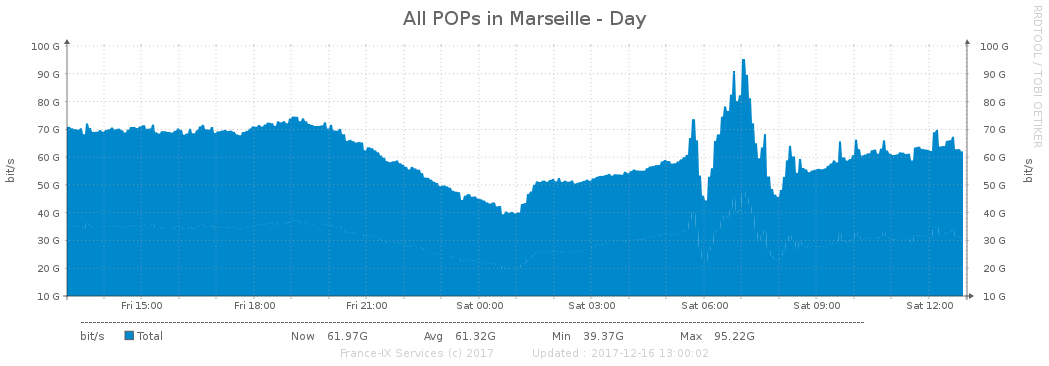 All POPs in Marseille - Day
RRDTOOL / TOBI OETIKER
bit/s
100 G 100 G
90 G 90 G
80 G 80 G
70 G 70 G
60 G 60 G
50 G 50 G
40 G 40 G
30 G 30 G
20 G 20 G
10 G 10 G
bit/s
Fri 15:00 Fri 18:00 Fri 21:00 Sat 00:00 Sat 03:00 Sat 06:00 Sat 09:00 Sat 12:00
bit/s Total Now 61.97G Avg 61.32G Min 39.37G Max 95.22G
France-IX Services (c) 2017 Updated : 2017-12-16 13:00:02